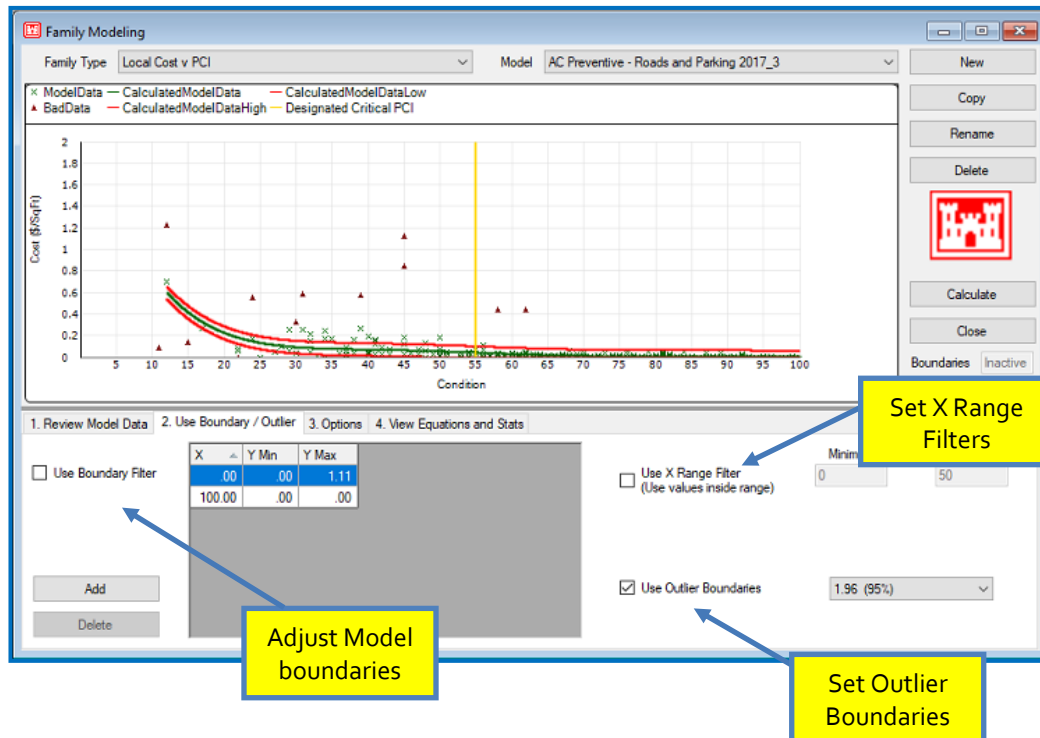 Family Modeling
Family Type Local Cost v PCI Model AC Preventive - Roads and Parking 2017_3
New
Copy
Rename
Delete
Calculate
Close
Boundaries Inactive
ModelData CalculatedModelData CalculatedModelDataLow
BadData CalculatedModelDataHigh Designated Critical PCI
Cost ($/SqFt)
2
1.8
1.6
1.4
1.2
1
0.8
0.6
0.4
0.2
0
5 10 15 20 25 30 35 40 45 50 55 60 65 70 75 80 85 90 95 100
Condition
Set X Range
Filters
1. Review Model Data 2. Use Boundary / Outlier 3. Options 4. View Equations and Stats
Use Boundary Filter
X Y Min Y Max
.00 .00 1.11
100.00 .00 .00
Use X Range Filter
(Use values inside range)
0 50
Add
Delete
Use Outlier Boundaries 1.96 (95%)
Adjust Model
boundaries
Set Outlier
Boundaries